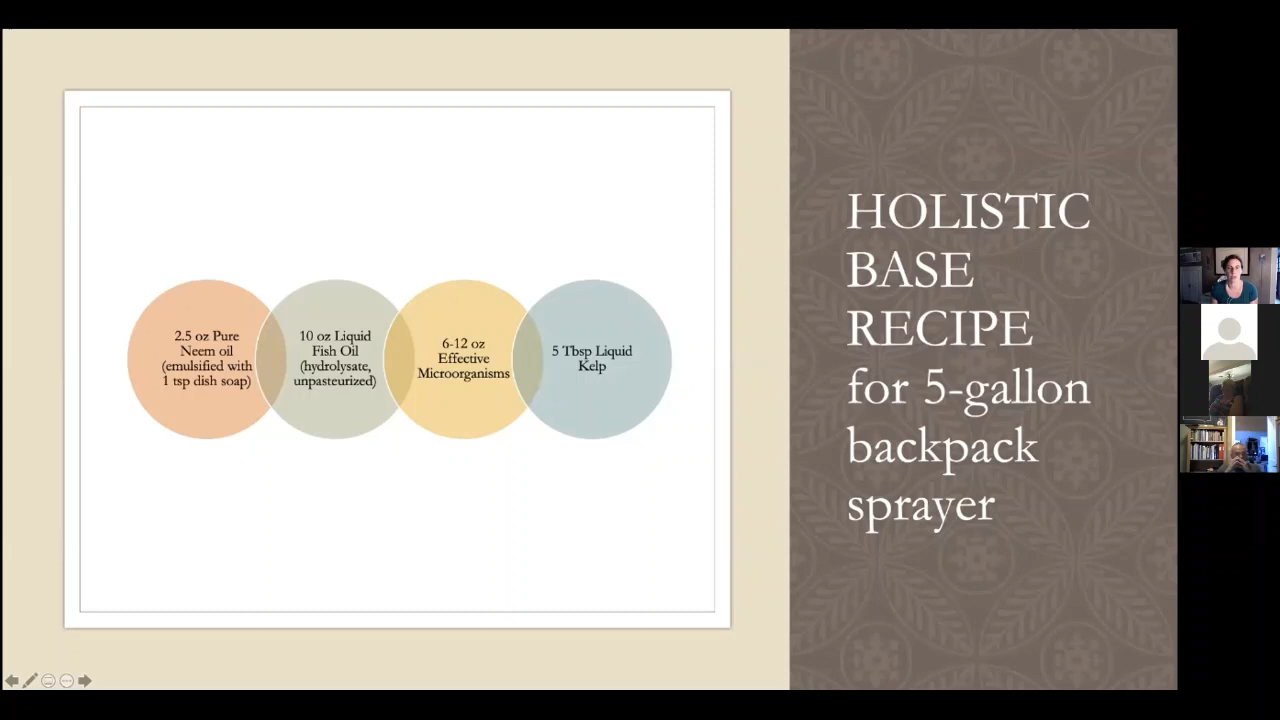 2.5 oz Pure
Neem oil
(emulsified with
1 tsp dish soap)
10 oz Liquid
Fish Oil
(hydrolysate,
unpasteurized)
6-12 oz
Effective
Microorganisms
5 Tbsp Liquid
Kelp
HOLISTIC
BASE
RECIPE
for 5-gallon
backpack
sprayer